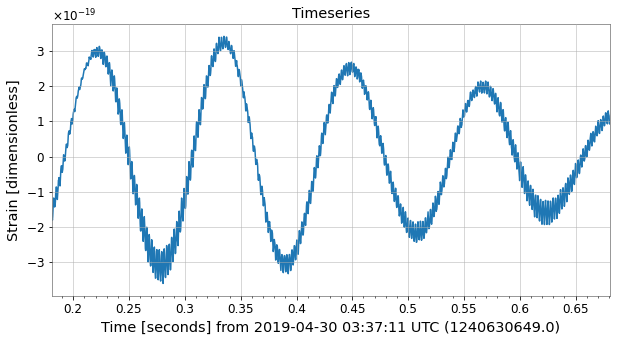 Timeseries
×10⁻¹⁹
3
2
1
0
−1
−2
−3
Strain [dimensionless]
0.2 0.25 0.3 0.35 0.4 0.45 0.5 0.55 0.6 0.65
Time [seconds] from 2019-04-30 03:37:11 UTC (1240630649.0)